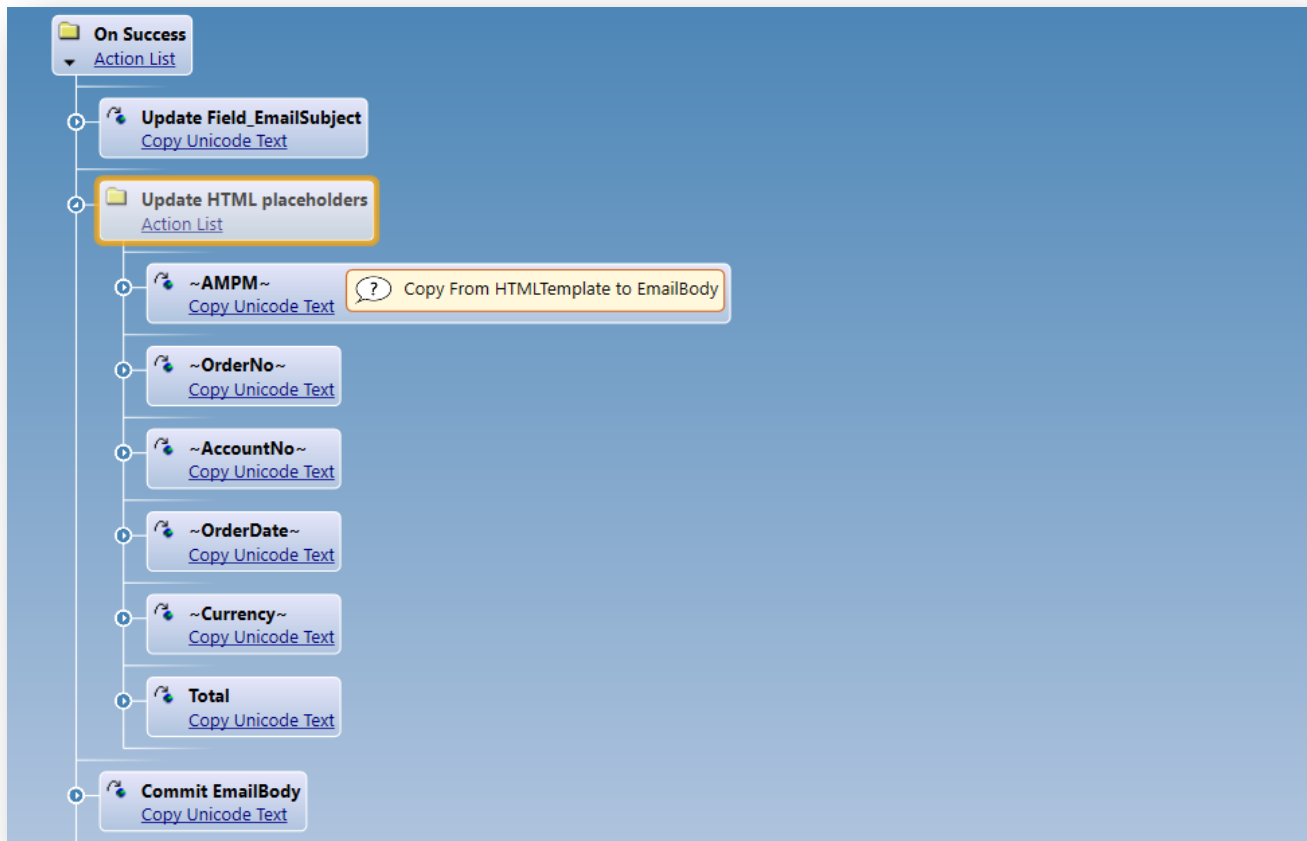 On Success
Action List
Update Field_EmailSubject
Copy Unicode Text
Update HTML placeholders
Action List
~AMPM~
Copy Unicode Text
? Copy From HTMLTemplate to EmailBody
~OrderNo~
Copy Unicode Text
~AccountNo~
Copy Unicode Text
~OrderDate~
Copy Unicode Text
~Currency~
Copy Unicode Text
Total
Copy Unicode Text
Commit EmailBody
Copy Unicode Text